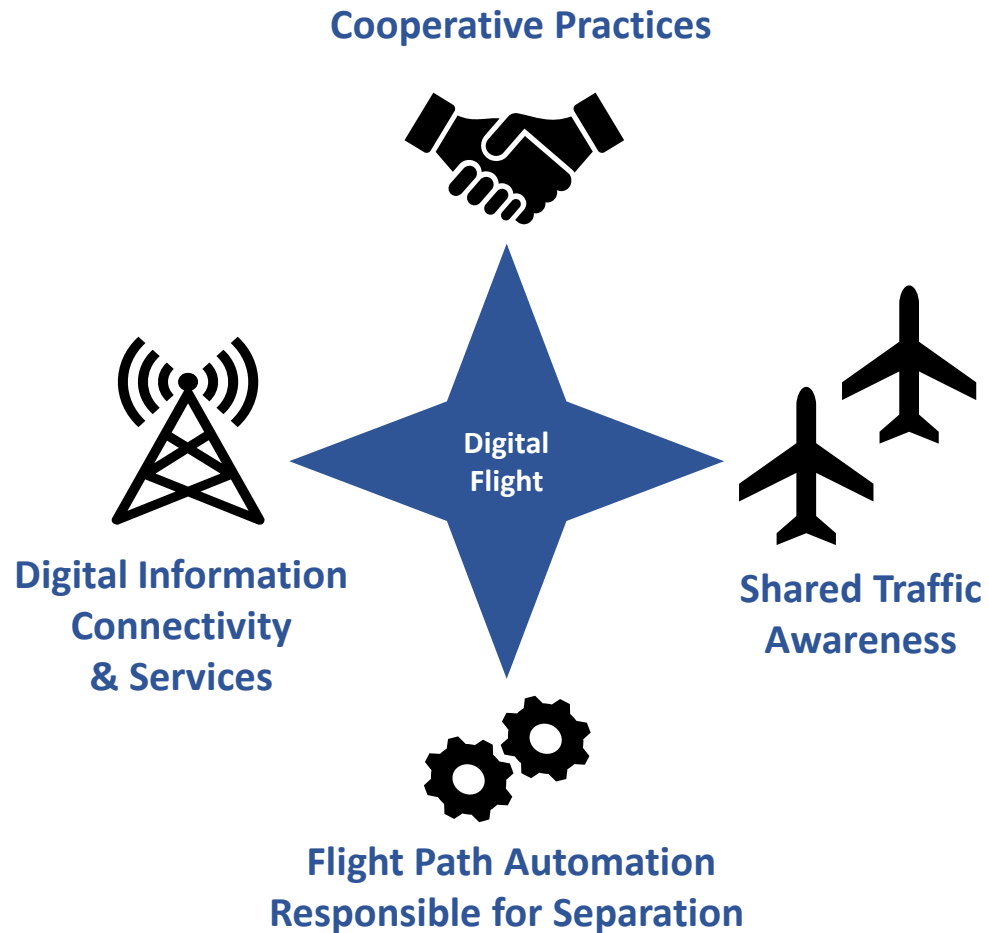 Cooperative Practices
Digital
Flight
Digital Information
Connectivity
& Services
Shared Traffic
Awareness
Flight Path Automation
Responsible for Separation